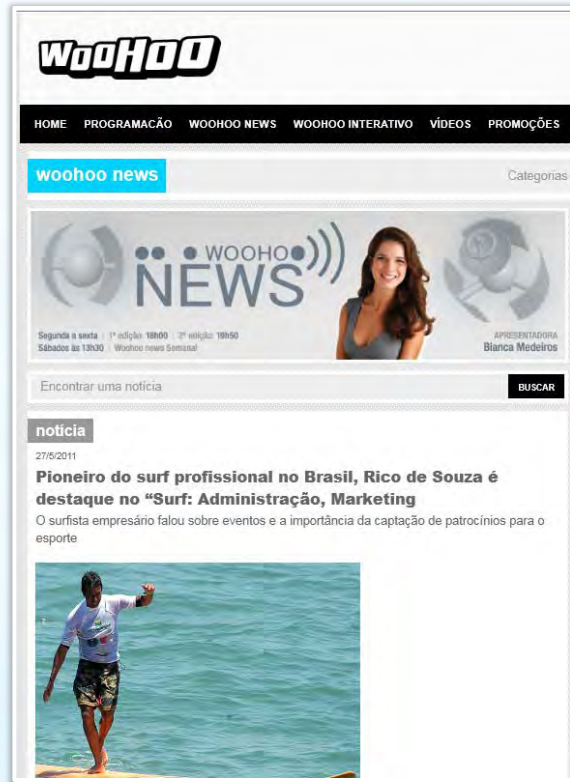 WOOHOO
HOME PROGRAMACÃO WOOHOO NEWS WOOHOO INTERATIVO VÍDEOS PROMOÇÕES
woohoo news
Categorias
WOOHOO
NEWS
Segunda a sexta | 1ª edição 18h00 | 2ª edição 19h50
Sábados às 13h30 | Woohoo news Semanal
APRESENTADORA
Bianca Medeiros
Encontrar uma notícia
BUSCAR
notícia
27/5/2011
Pioneiro do surf profissional no Brasil, Rico de Souza é
destaque no “Surf: Administração, Marketing
O surfista empresário falou sobre eventos e a importância da captação de patrocínios para o
esporte